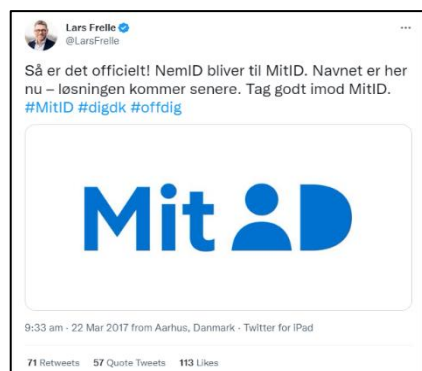 Lars Frelle
@LarsFrelle
Så er det officielt! NemID bliver til MitID. Navnet er her
nu – løsningen kommer senere. Tag godt imod MitID.
#MitID #digdk #offdig
Mit ID
9:33 am · 22 Mar 2017 from Aarhus, Danmark · Twitter for iPad
71 Retweets 57 Quote Tweets 113 Likes